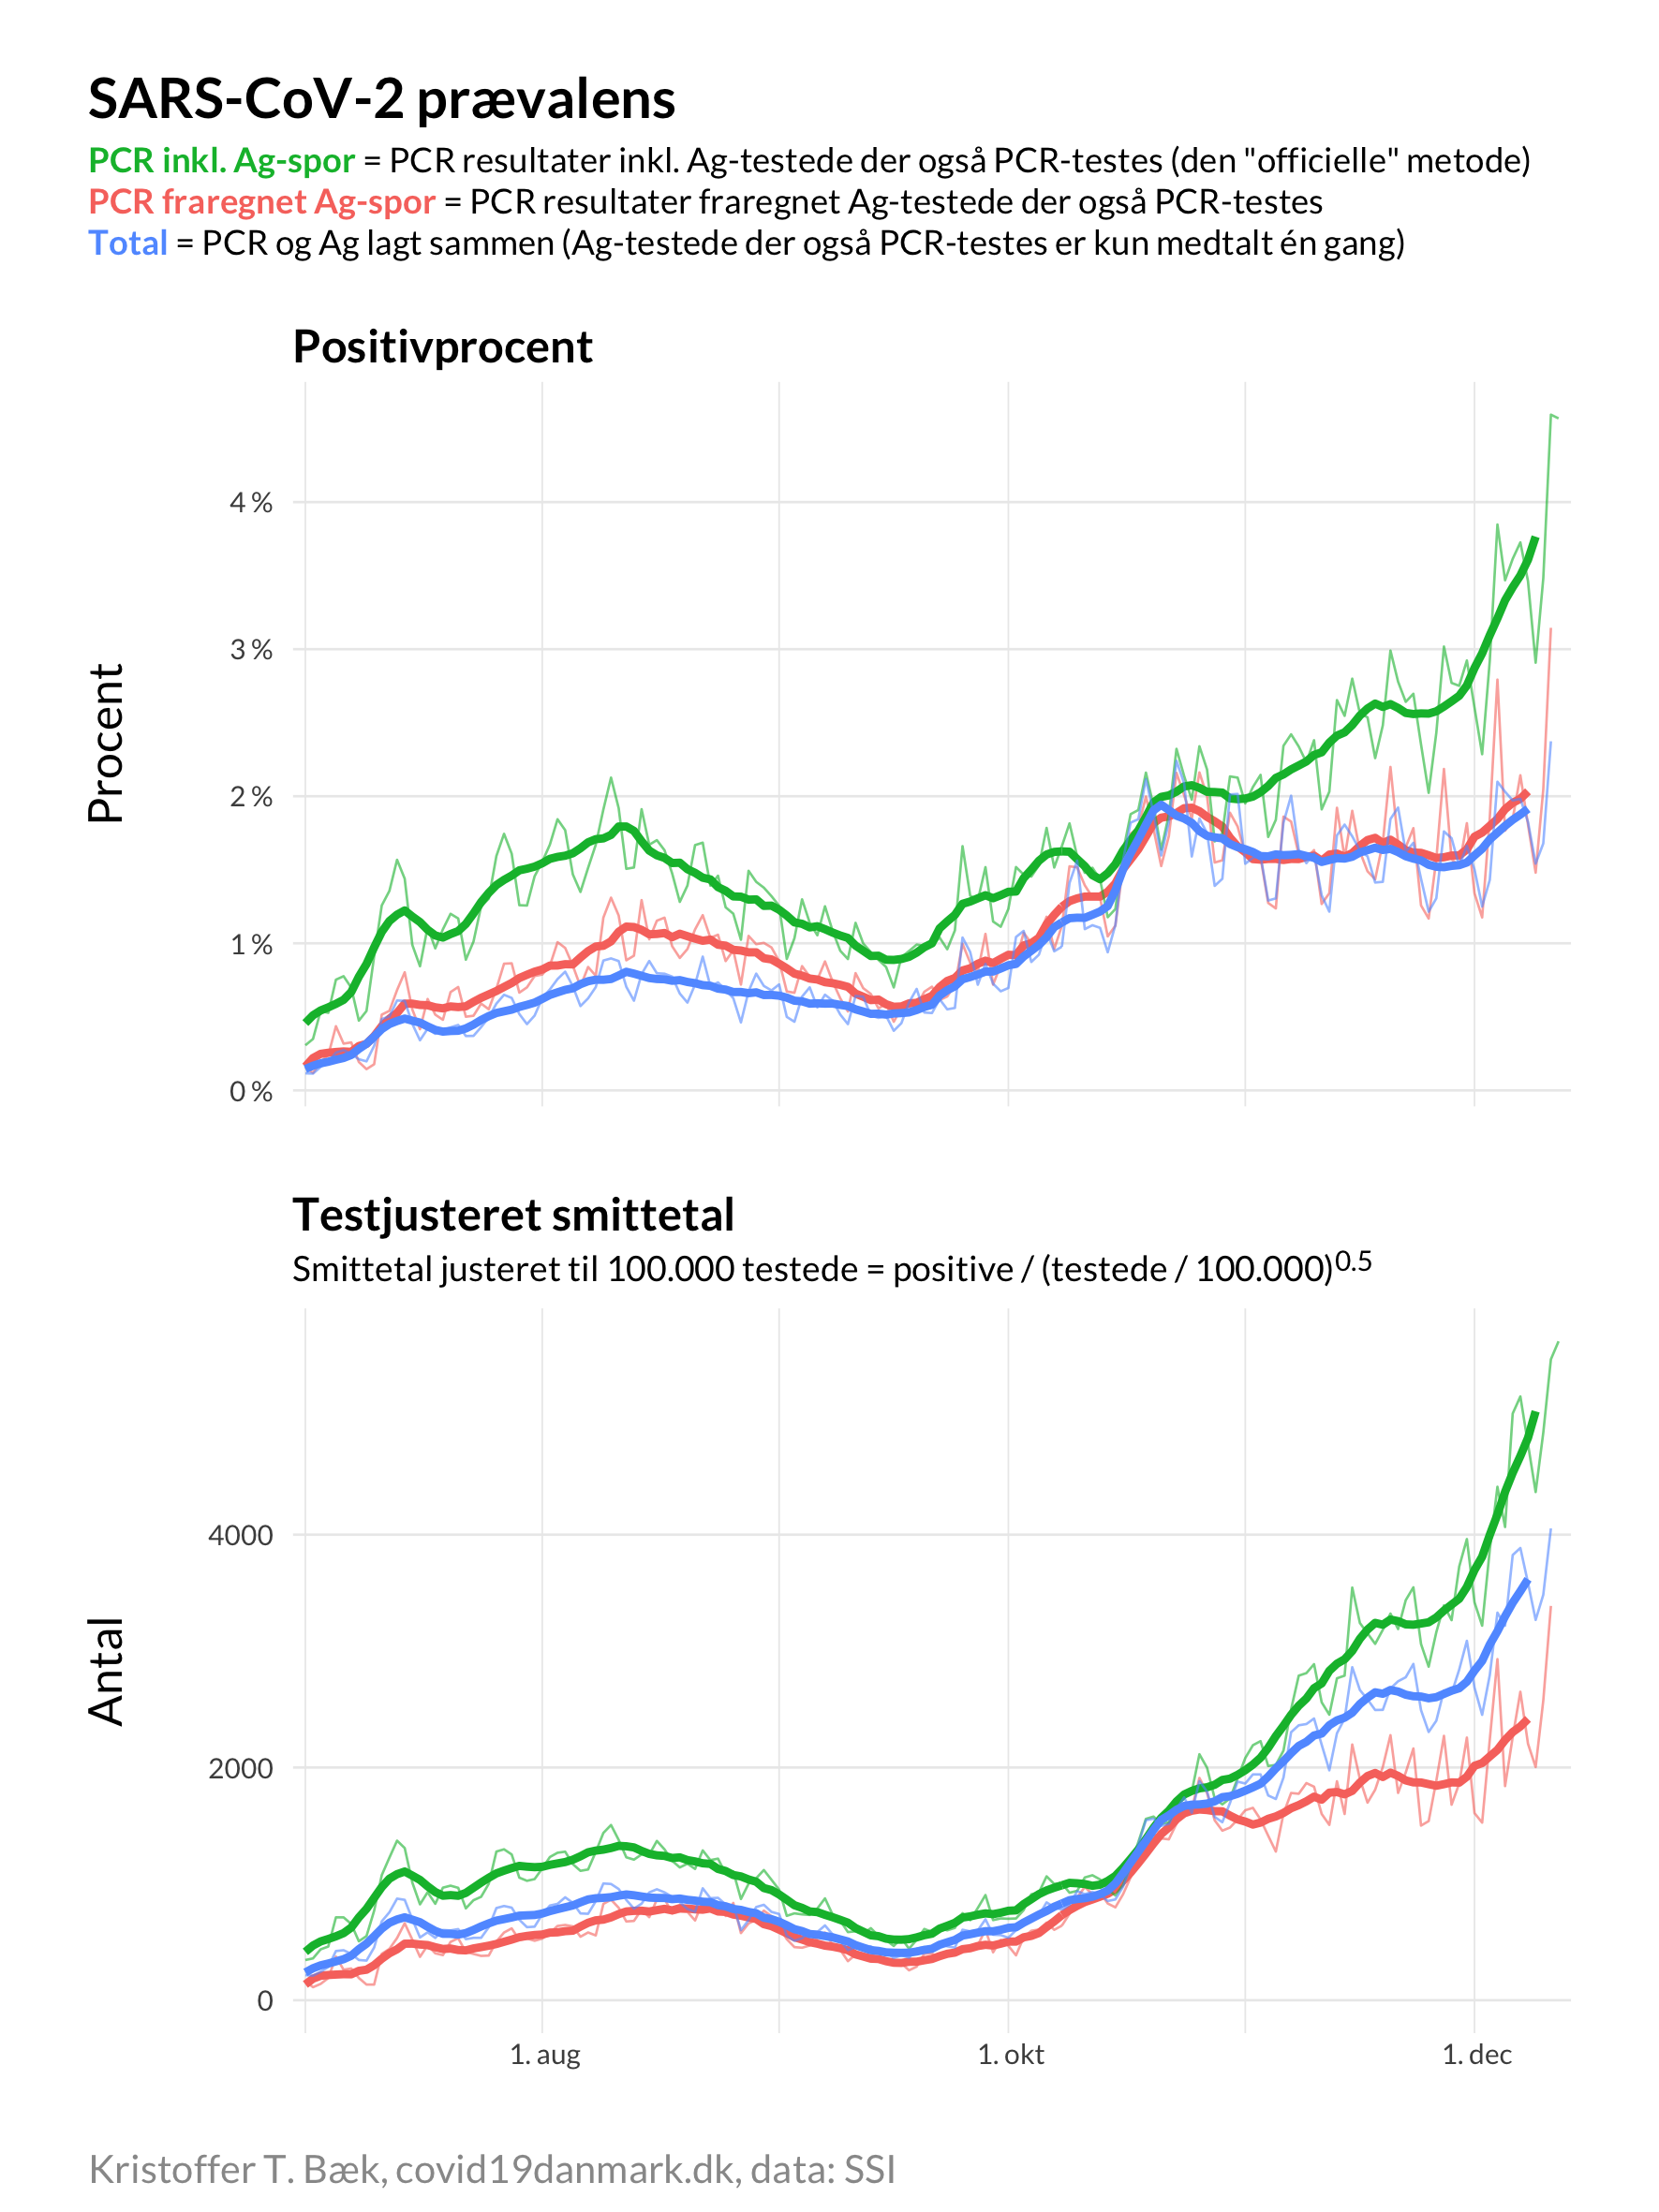 SARS-CoV-2 prævalens
PCR inkl. Ag-spor = PCR resultater inkl. Ag-testede der også PCR-testes (den "officielle" metode)
PCR fraregnet Ag-spor = PCR resultater fraregnet Ag-testede der også PCR-testes
Total = PCR og Ag lagt sammen (Ag-testede der også PCR-testes er kun medtalt én gang)
Positivprocent
Procent
4 %
3 %
2 %
1 %
0 %
Testjusteret smittetal
Smittetal justeret til 100.000 testede = positive / (testede / 100.000)^0.5
Antal
4000
2000
0
1. aug
1. okt
1. dec
Kristoffer T. Bæk, covid19danmark.dk, data: SSI